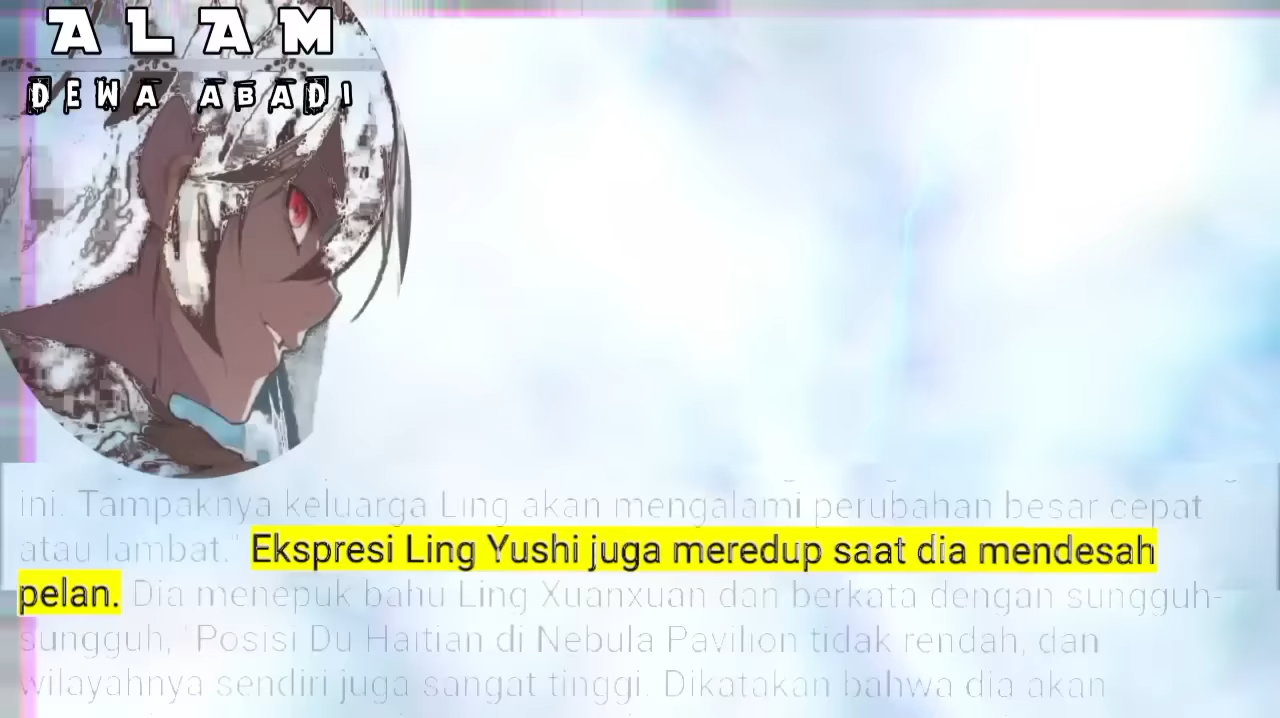 ALAM
DEWA ABADI
ini. Tampaknya keluarga Ling akan mengalami perubahan besar cepat
atau lambat." Ekspresi Ling Yushi juga meredup saat dia mendesah
pelan. Dia menepuk bahu Ling Xuanxuan dan berkata dengan sungguh-
sungguh, "Posisi Du Haitian di Nebula Pavilion tidak rendah, dan
wilayahnya sendiri juga sangat tinggi. Dikatakan bahwa dia akan